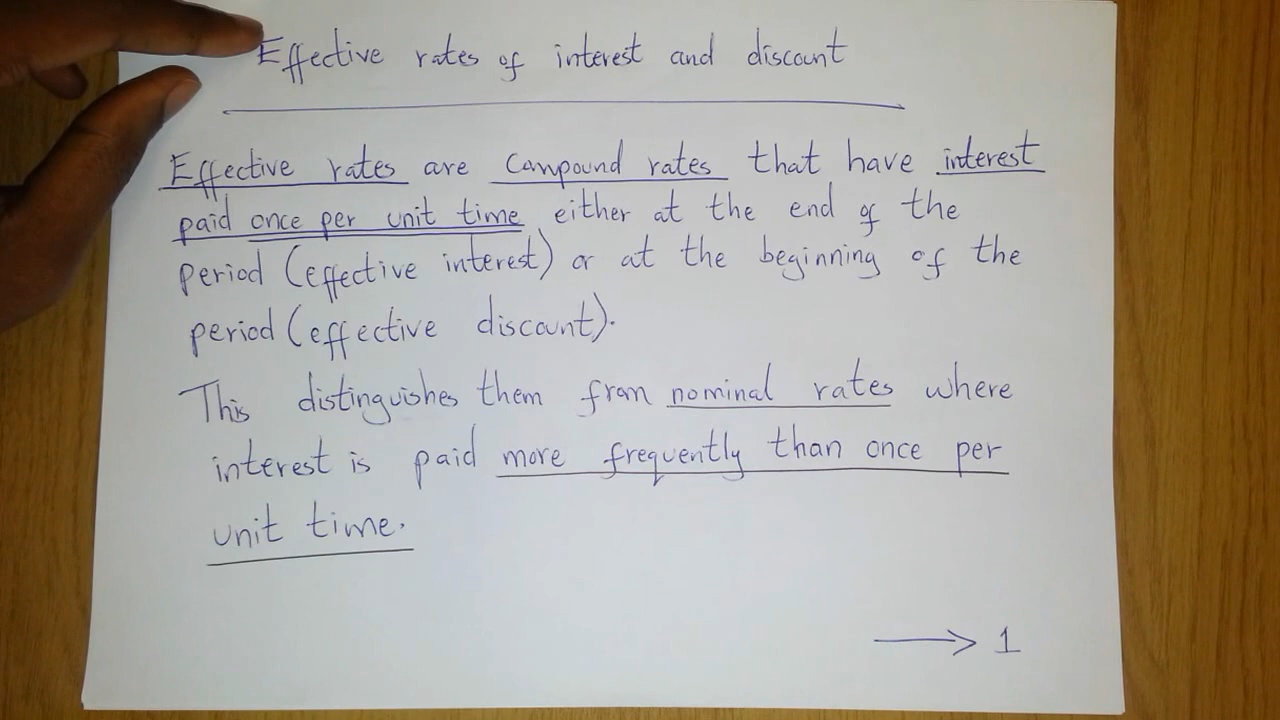 Effective rates of interest and discount
Effective rates are compound rates that have interest
paid once per unit time either at the end of the
period (effective interest) or at the beginning of the
period (effective discount).
This distinguishes them from nominal rates where
interest is paid more frequently than once per
unit time.
→ 1